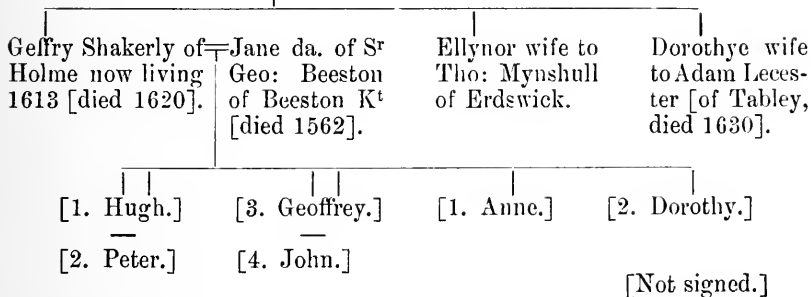 Geffry Shakerly of
Holme now living
1613 [died 1620].
Jane da. of Sʳ
Geo: Beeston
of Beeston Kᵗ
[died 1562].
Ellynor wife to
Tho: Mynshull
of Erdswick.
Dorothye wife
to Adam Leces-
ter [of Tabley,
died 1630].
[1. Hugh.]
[2. Peter.]
[3. Geoffrey.]
[4. John.]
[1. Anne.]
[2. Dorothy.]
[Not signed.]